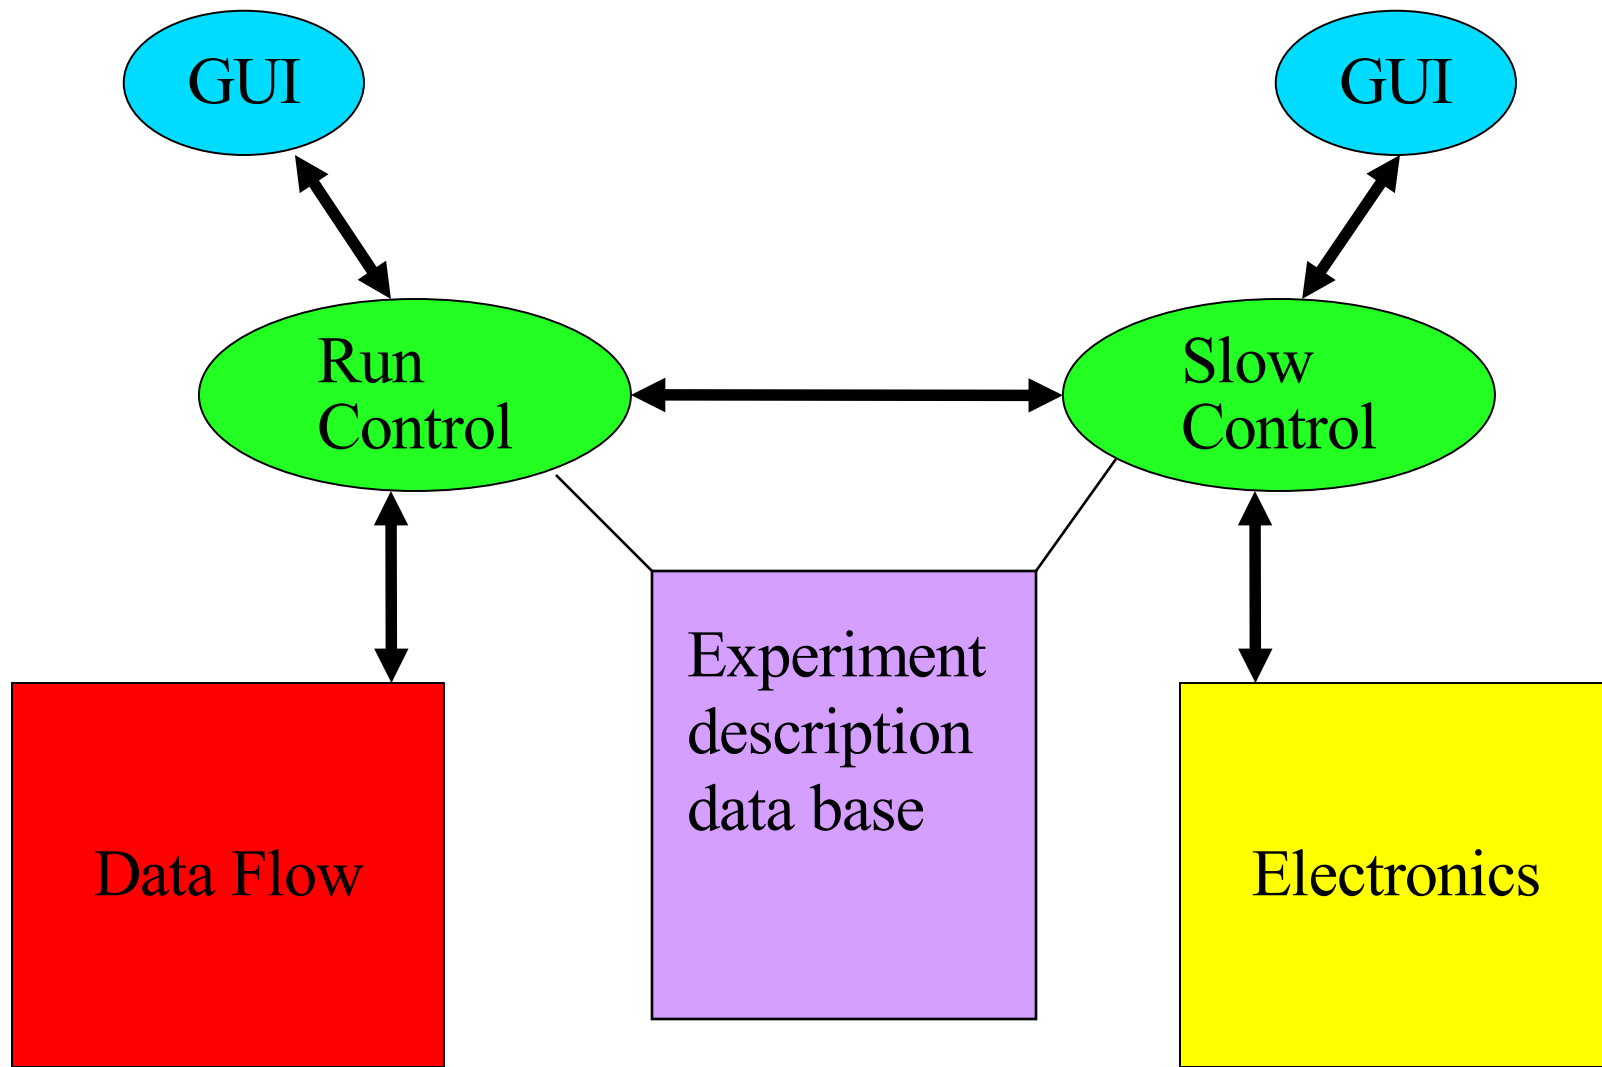 GUI
GUI
Run
Control
Slow
Control
Experiment
description
data base
Data Flow
Electronics